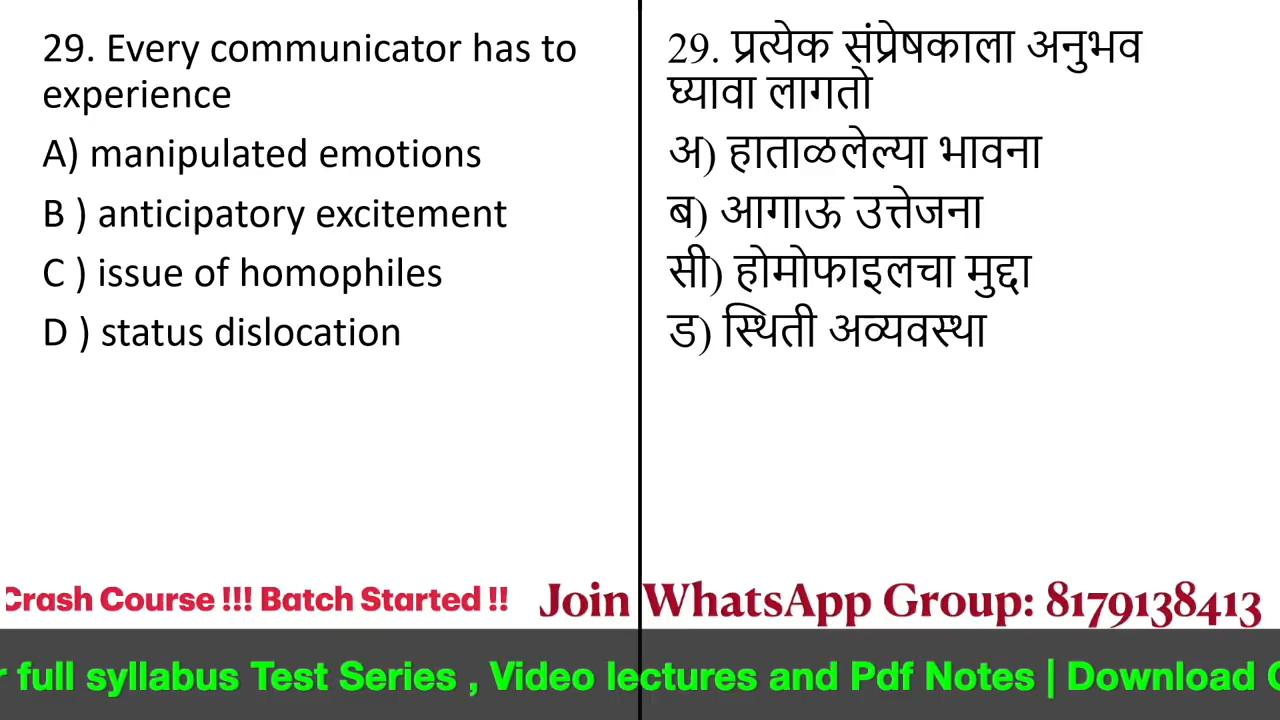 29. Every communicator has to
experience
A) manipulated emotions
B ) anticipatory excitement
C ) issue of homophiles
D ) status dislocation
29. प्रत्येक संप्रेषकाला अनुभव
घ्यावा लागतो
अ) हाताळलेल्या भावना
ब) आगाऊ उत्तेजना
सी) होमोफाइलचा मुद्दा
ड) स्थिती अव्यवस्था
Crash Course !!! Batch Started !!
Join WhatsApp Group: 8179138413
full syllabus Test Series , Video lectures and Pdf Notes | Download